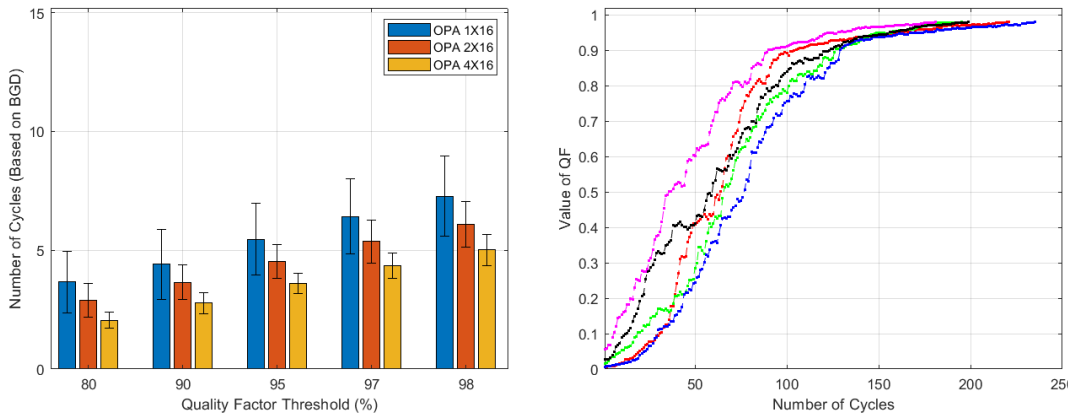 15
10
5
0
Number of Cycles (Based on BGD)
OPA 1X16
OPA 2X16
OPA 4X16
80 90 95 97 98
Quality Factor Threshold (%)
1
0.9
0.8
0.7
0.6
0.5
0.4
0.3
0.2
0.1
0
Value of QF
50 100 150 200 250
Number of Cycles